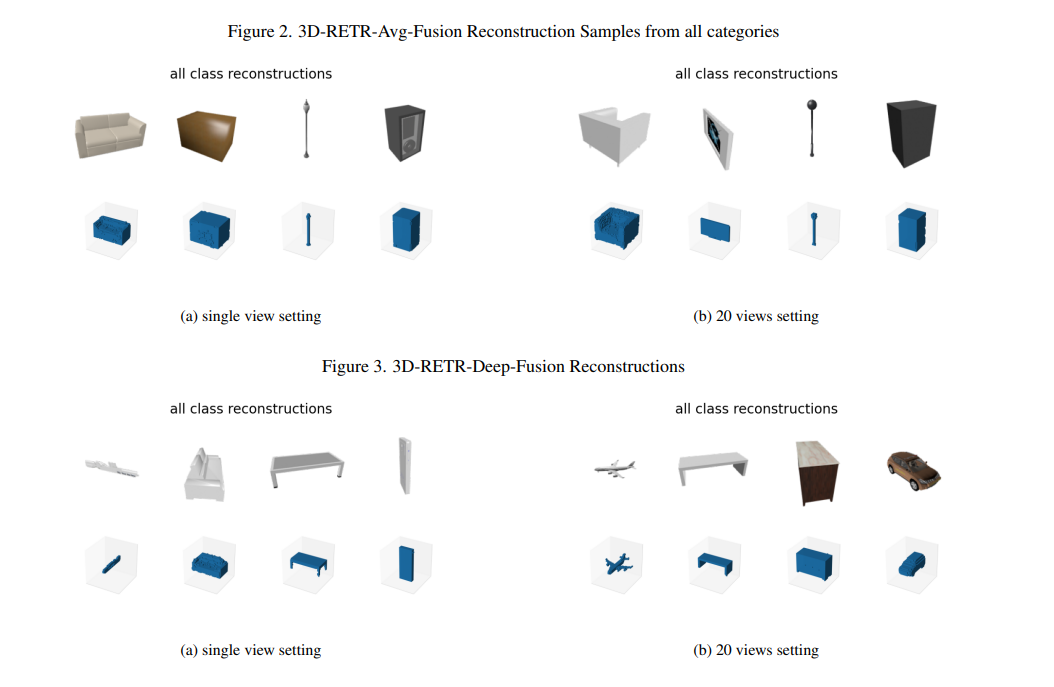 Figure 2. 3D-RETR-Avg-Fusion Reconstruction Samples from all categories
all class reconstructions
all class reconstructions
(a) single view setting
(b) 20 views setting
Figure 3. 3D-RETR-Deep-Fusion Reconstructions
all class reconstructions
all class reconstructions
(a) single view setting
(b) 20 views setting